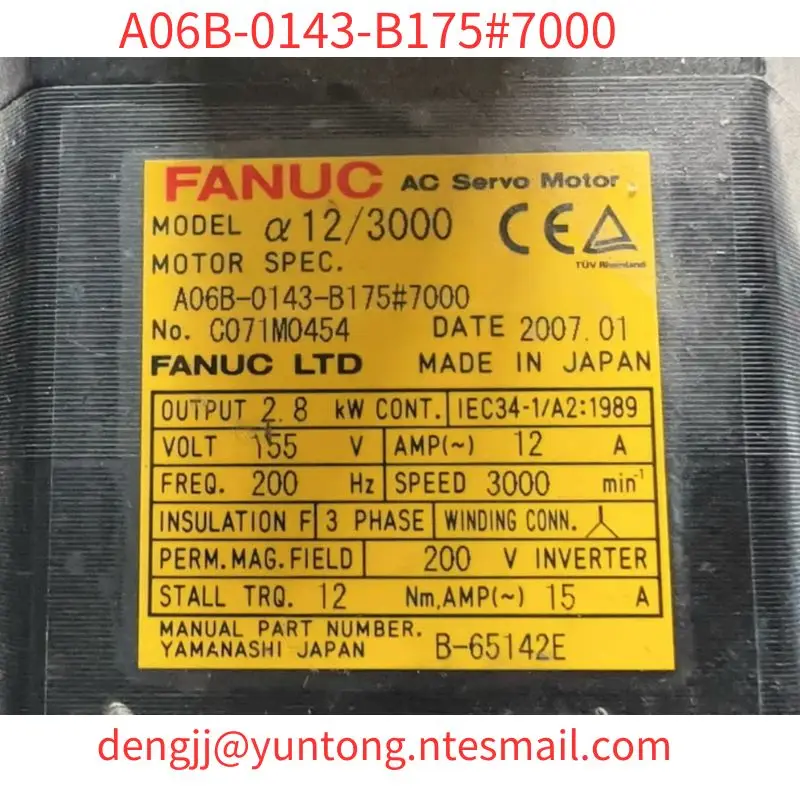 A06B-0143-B175#7000
FANUC AC Servo Motor
MODEL α12/3000
CE
TÜV Rheinland
MOTOR SPEC.
A06B-0143-B175#7000
No. C071M0454 DATE 2007.01
FANUC LTD MADE IN JAPAN
OUTPUT 2.8 kW CONT. IEC34-1/A2:1989
VOLT 155 V AMP(~) 12 A
FREQ. 200 Hz SPEED 3000 min⁻¹
INSULATION F 3 PHASE WINDING CONN.
PERM.MAG.FIELD 200 V INVERTER
STALL TRQ. 12 Nm,AMP(~) 15 A
MANUAL PART NUMBER. B-65142E
YAMANASHI JAPAN
dengjj@yuntong.ntesmail.com